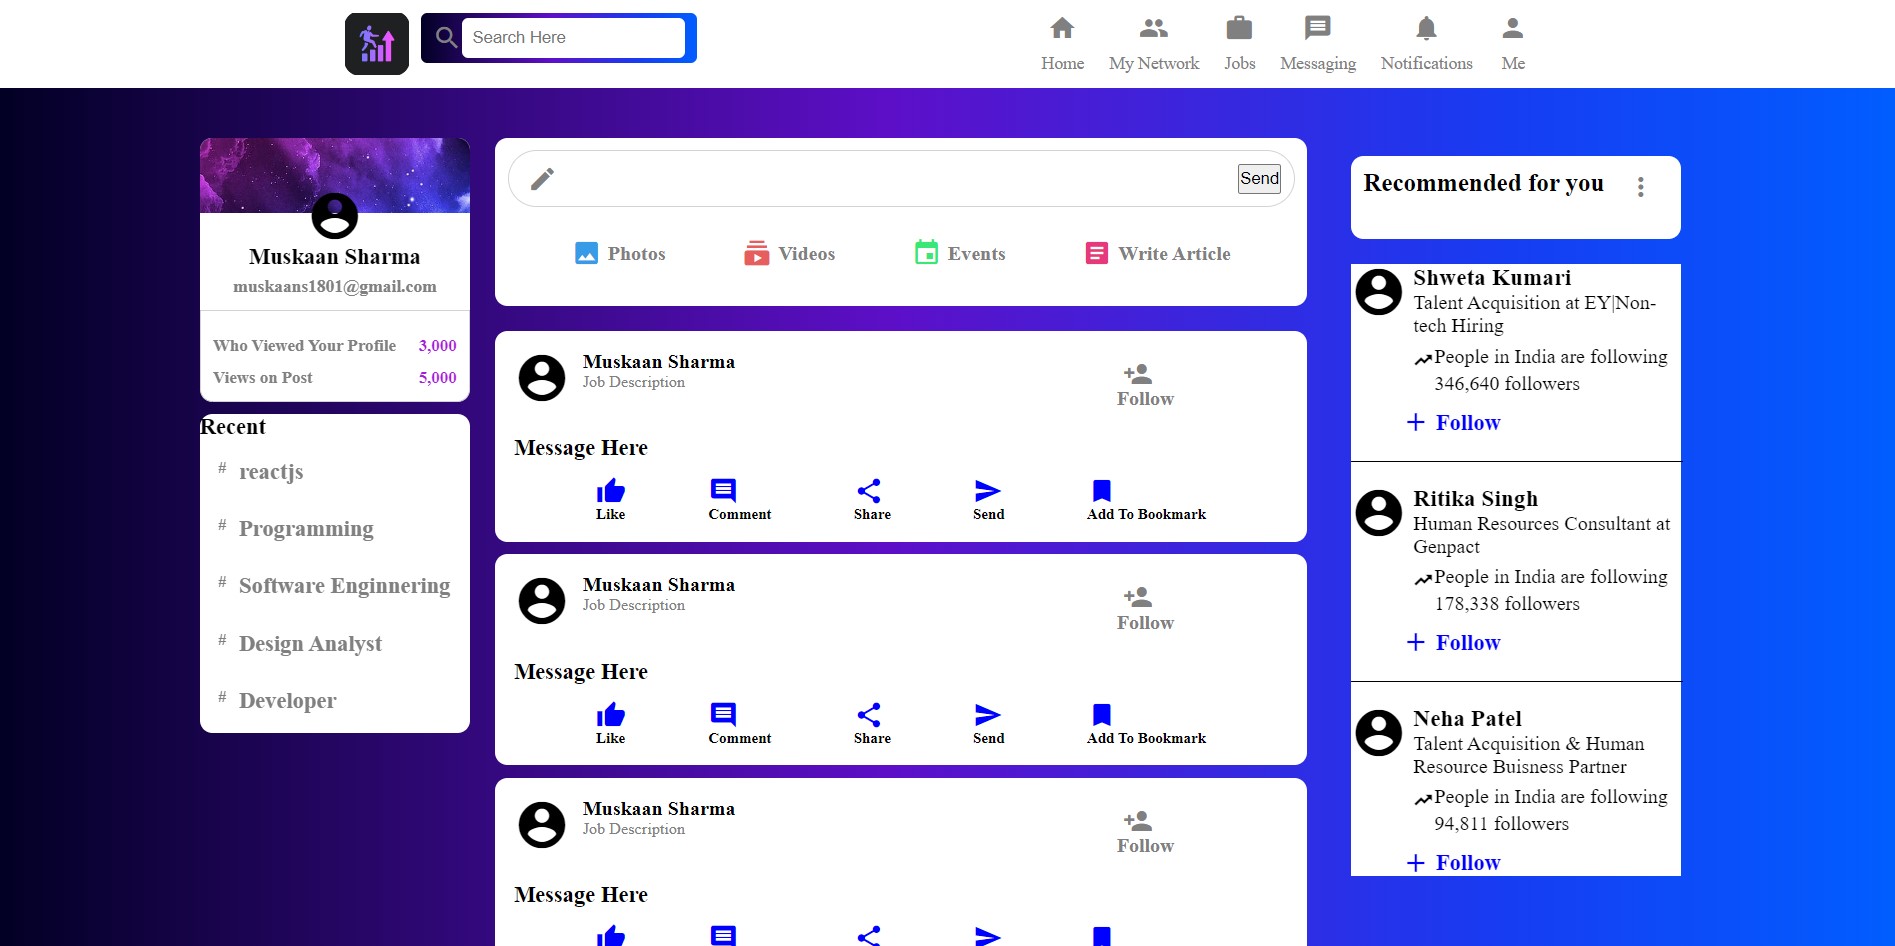 Search Here
Home
My Network
Jobs
Messaging
Notifications
Me
Muskaan Sharma
muskaans1801@gmail.com
Who Viewed Your Profile 3,000
Views on Post 5,000
Recent
# reactjs
# Programming
# Software Enginnering
# Design Analyst
# Developer
Send
Photos
Videos
Events
Write Article
Muskaan Sharma
Job Description
Follow
Message Here
Like
Comment
Share
Send
Add To Bookmark
Muskaan Sharma
Job Description
Follow
Message Here
Like
Comment
Share
Send
Add To Bookmark
Muskaan Sharma
Job Description
Follow
Message Here
Recommended for you
Shweta Kumari
Talent Acquisition at EY|Non-
tech Hiring
People in India are following
346,640 followers
Follow
Ritika Singh
Human Resources Consultant at
Genpact
People in India are following
178,338 followers
Follow
Neha Patel
Talent Acquisition & Human
Resource Buisness Partner
People in India are following
94,811 followers
Follow